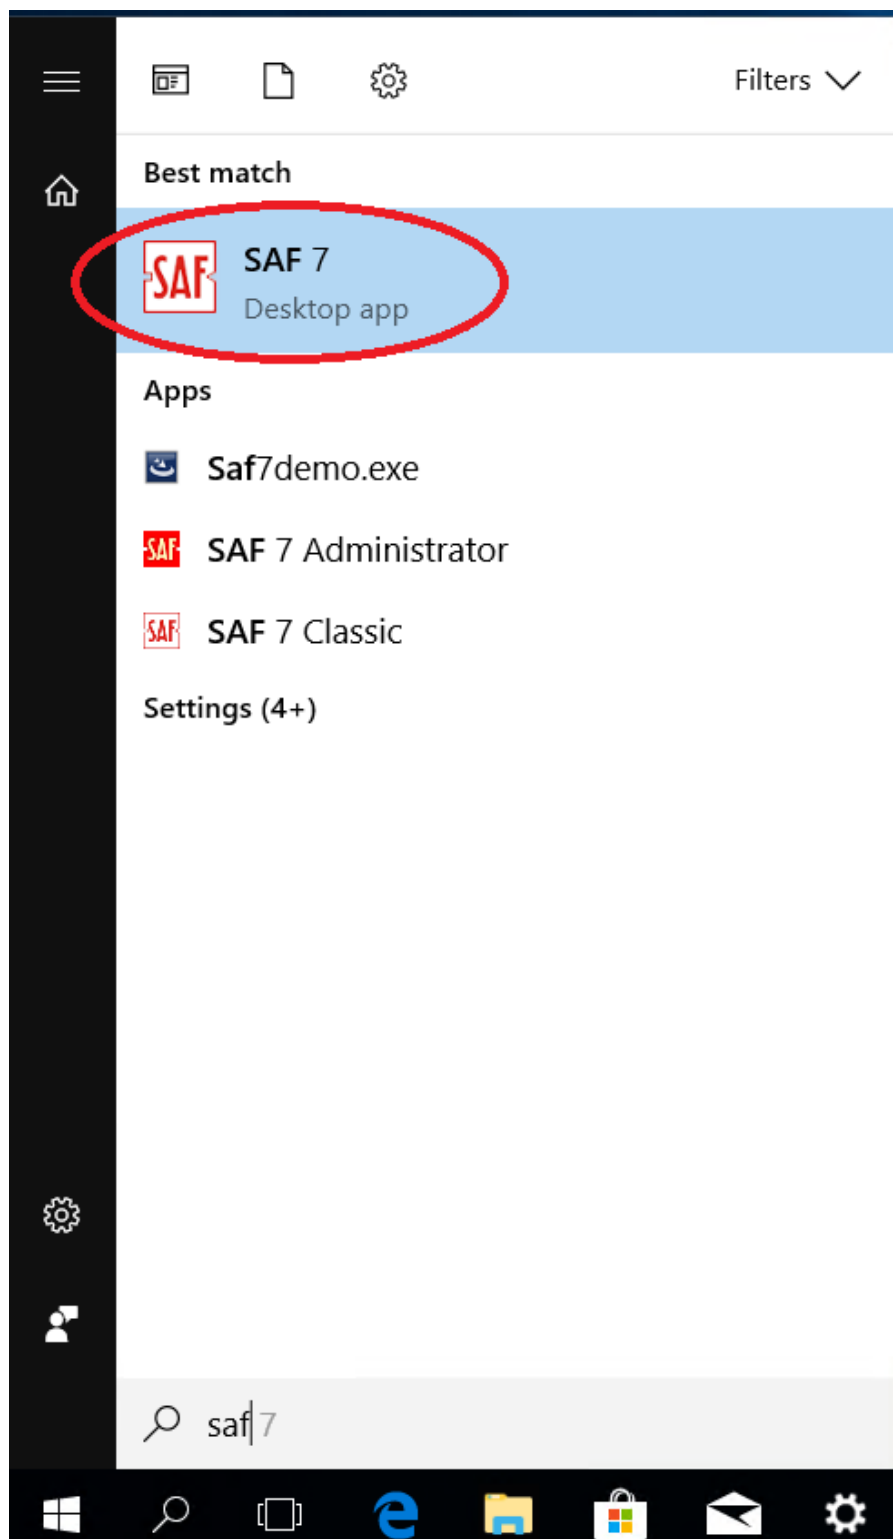 Filters
Best match
SAF
SAF 7
Desktop app
Apps
Saf7demo.exe
SAF
SAF 7 Administrator
SAF
SAF 7 Classic
Settings (4+)
saf 7